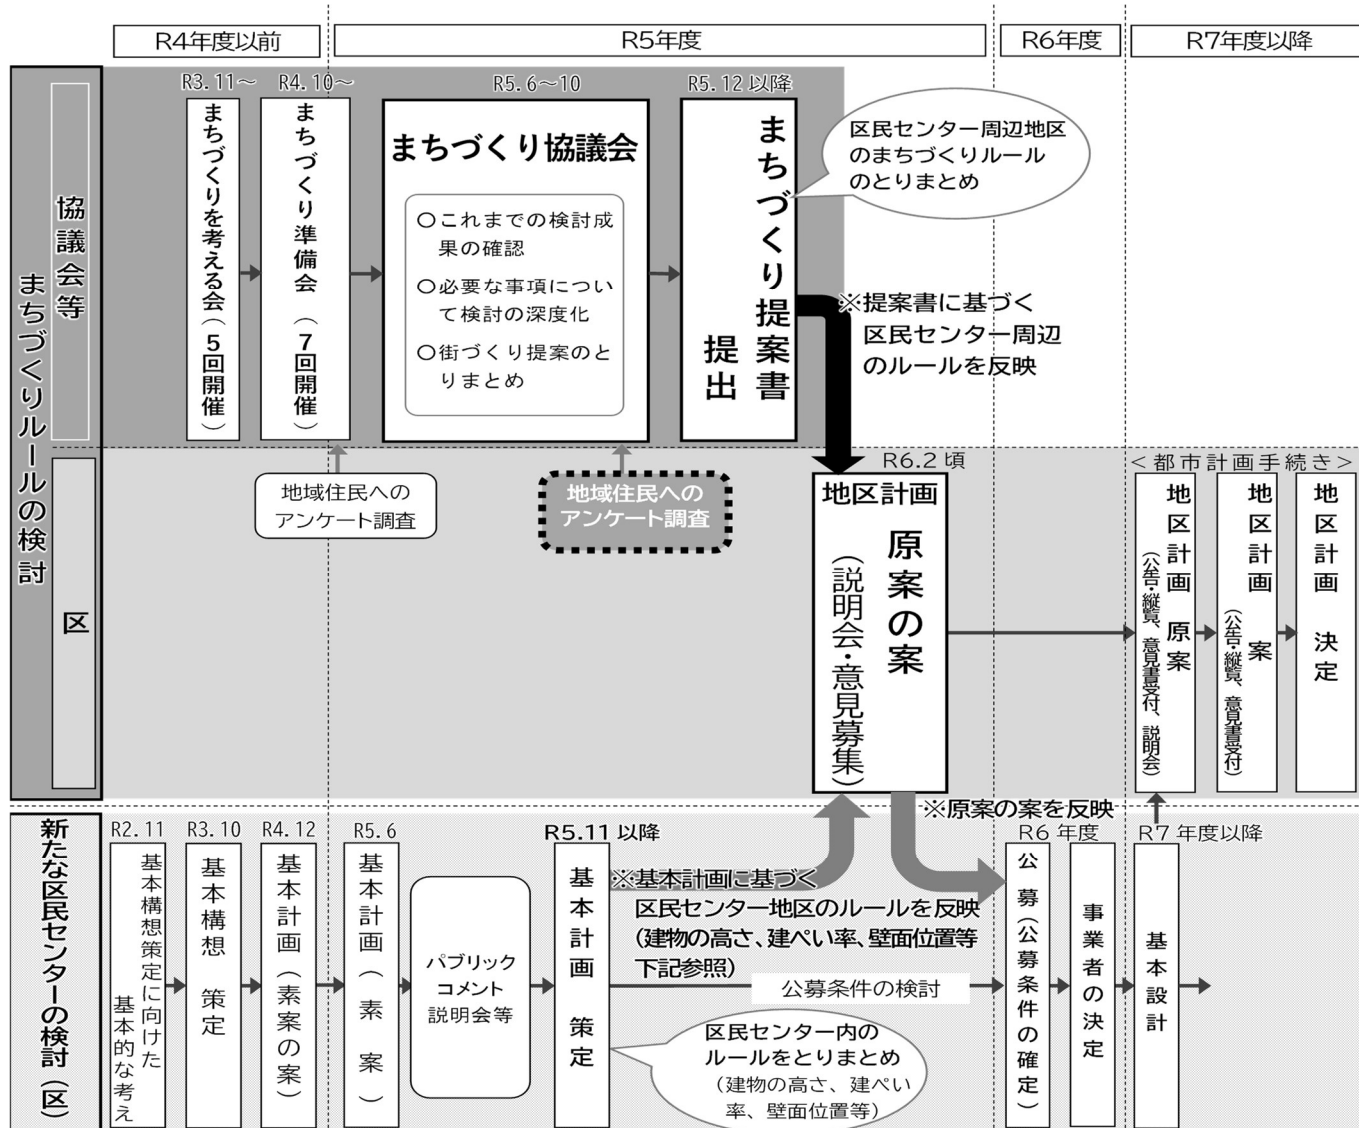 R4年度以前
R5年度
R6年度
R7年度以降
まちづくりルールの検討
協議会等
R3.11～
まちづくりを考える会（5回開催）
R4.10～
まちづくり準備会（7回開催）
R5.6～10
まちづくり協議会
○これまでの検討成
果の確認
○必要な事項につい
て検討の深度化
○街づくり提案のと
りまとめ
R5.12以降
まちづくり提案書
提出
区民センター周辺地区
のまちづくりルール
のとりまとめ
※提案書に基づく
区民センター周辺
のルールを反映
区
地域住民への
アンケート調査
地域住民への
アンケート調査
R6.2頃
地区計画
原案の案
（説明会・意見募集）
＜都市計画手続き＞
地区計画　原案
（公告・縦覧、意見書受付、説明会）
地区計画　案
（公告・縦覧、意見書受付）
地区計画　決定
新たな区民センターの検討（区）
R2.11
基本構想策定に向けた
基本的な考え
R3.10
基本構想　策定
R4.12
基本計画（素案の案）
R5.6
基本計画（素　案　）
パブリック
コメント
説明会等
R5.11以降
基本計画　策定
※基本計画に基づく
区民センター地区のルールを反映
（建物の高さ、建ぺい率、壁面位置等
下記参照）
※原案の案を反映
公募条件の検討
区民センター内の
ルールをとりまとめ
（建物の高さ、建ぺい
率、壁面位置等）
R6年度
公　募（公募条件の確定）
事業者の決定
R7年度以降
基本設計